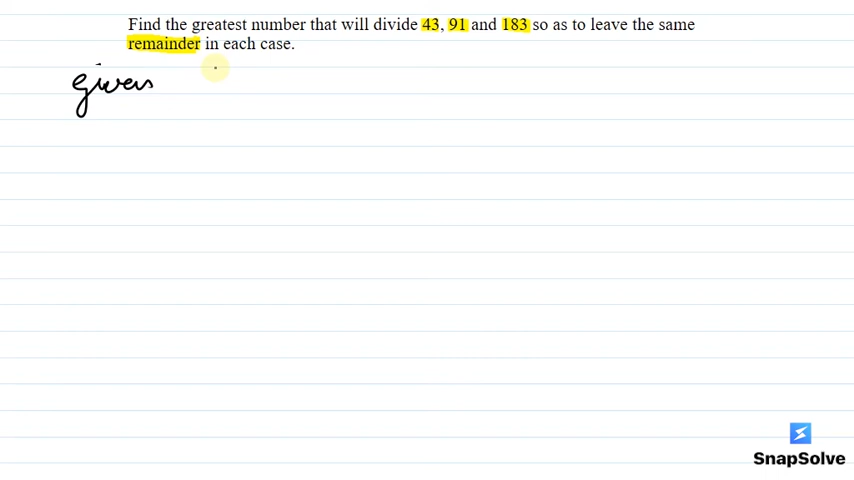 Find the greatest number that will divide 43, 91 and 183 so as to leave the same
remainder in each case.
given
SnapSolve